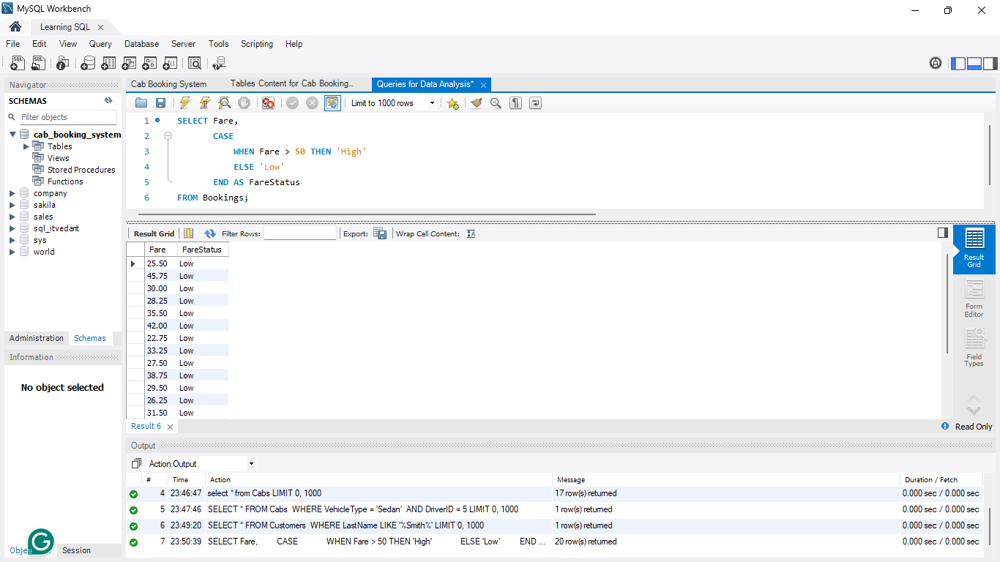 MySQL Workbench
Learning SQL
File Edit View Query Database Server Tools Scripting Help
Navigator
SCHEMAS
Filter objects
cab_booking_system
Tables
Views
Stored Procedures
Functions
company
sakila
sales
sql_itvedant
sys
world
Administration Schemas
Information
No object selected
Obje
Session
Cab Booking System Tables Content for Cab Booking... Queries for Data Analysis*
Limit to 1000 rows
1 SELECT Fare,
2 CASE
3 WHEN Fare > 50 THEN 'High'
4 ELSE 'Low'
5 END AS FareStatus
6 FROM Bookings;
Result Grid Filter Rows: Export: Wrap Cell Content:
Fare FareStatus
25.50 Low
45.75 Low
30.00 Low
28.25 Low
35.50 Low
42.00 Low
22.75 Low
33.25 Low
27.50 Low
38.75 Low
29.50 Low
26.25 Low
31.50 Low
Result Grid
Form Editor
Field Types
Result 6
Read Only
Output
Action Output
# Time Action Message Duration / Fetch
4 23:46:47 select * from Cabs LIMIT 0, 1000 17 row(s) returned 0.000 sec / 0.000 sec
5 23:47:46 SELECT * FROM Cabs WHERE VehicleType = 'Sedan' AND DriverID = 5 LIMIT 0, 1000 1 row(s) returned 0.000 sec / 0.000 sec
6 23:49:20 SELECT * FROM Customers WHERE LastName LIKE '%Smith%' LIMIT 0, 1000 1 row(s) returned 0.000 sec / 0.000 sec
7 23:50:39 SELECT Fare, CASE WHEN Fare > 50 THEN 'High' ELSE 'Low' END ... 20 row(s) returned 0.000 sec / 0.000 sec